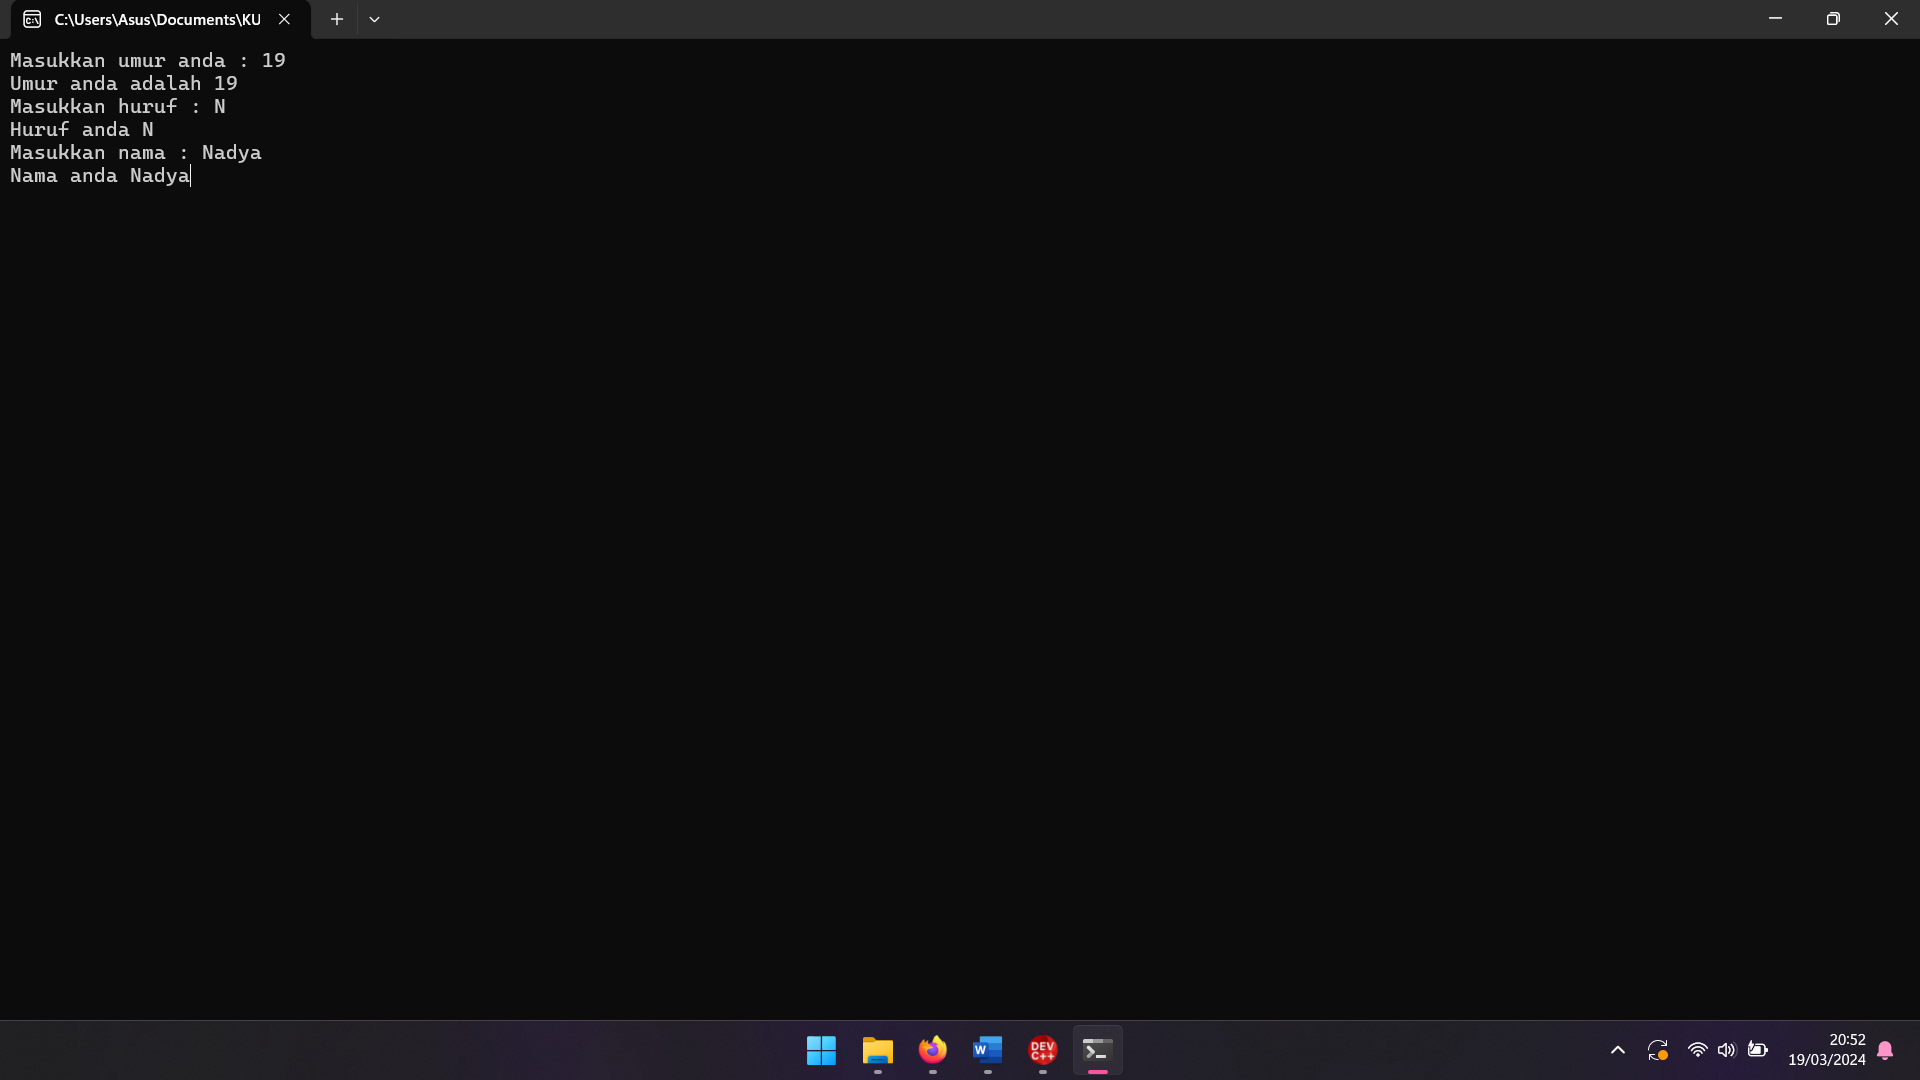 C:\Users\Asus\Documents\KU
Masukkan umur anda : 19
Umur anda adalah 19
Masukkan huruf : N
Huruf anda N
Masukkan nama : Nadya
Nama anda Nadya
W
DEV
C++
20:52
19/03/2024